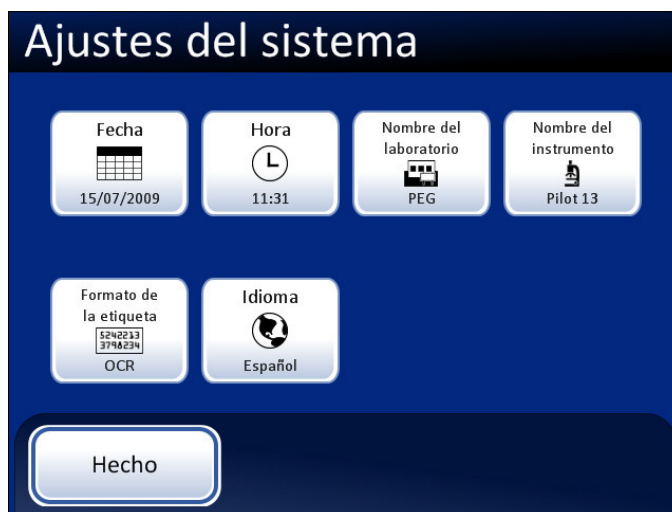 Ajustes del sistema
Fecha
15/07/2009
Hora
11:31
Nombre del
laboratorio
PEG
Nombre del
instrumento
Pilot 13
Formato de
la etiqueta
5242213
3798234
OCR
Idioma
Español
Hecho